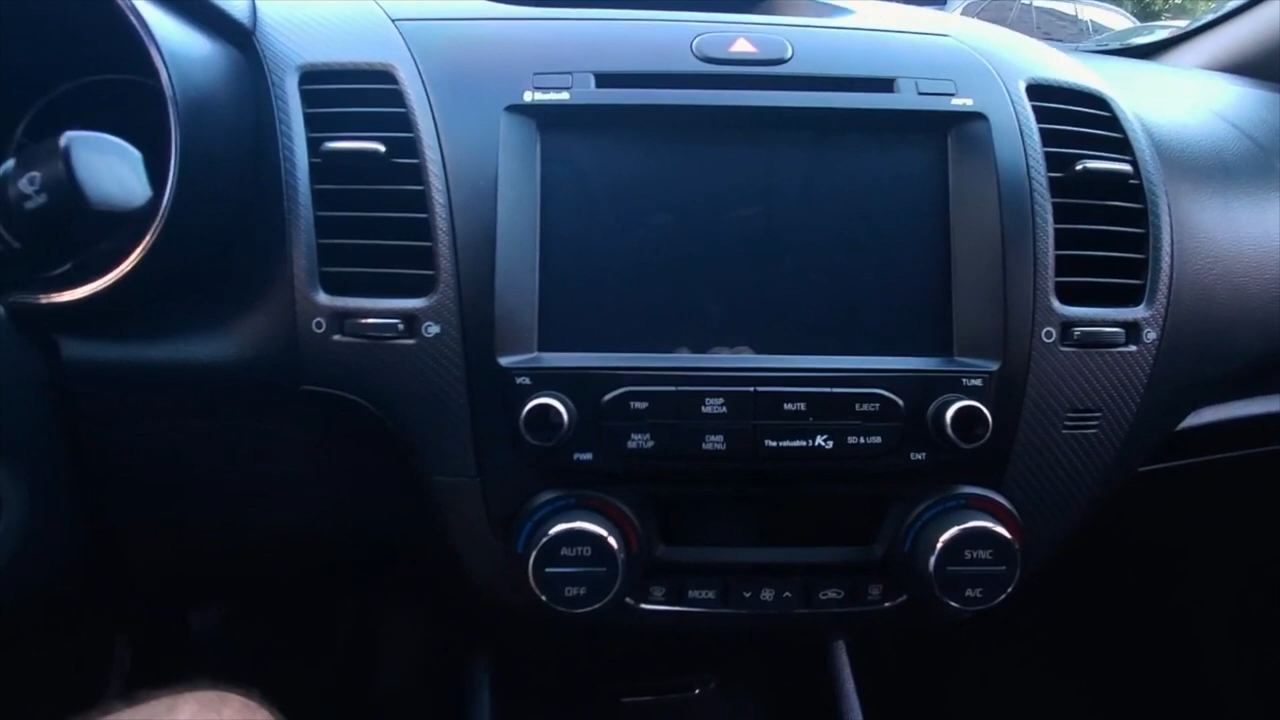 Bluetooth
VOL
TUNE
TRIP
DISP
MEDIA
MUTE
EJECT
NAVI
SETUP
DMB
MENU
The valuable 3 K3
SD & USB
PWR
ENT
AUTO
OFF
MODE
SYNC
A/C